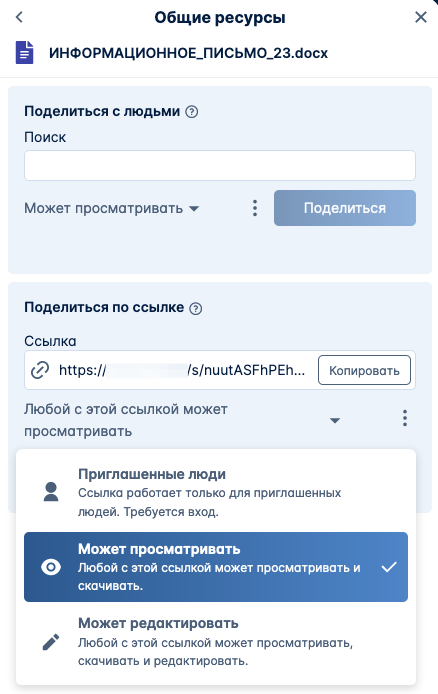 Общие ресурсы
ИНФОРМАЦИОННОЕ_ПИСЬМО_23.docx
Поделиться с людьми ?
Поиск
Может просматривать
Поделиться
Поделиться по ссылке ?
Ссылка
https:// /s/nuutASFhPEh...
Копировать
Любой с этой ссылкой может
просматривать
Приглашенные люди
Ссылка работает только для приглашенных
людей. Требуется вход.
Может просматривать
Любой с этой ссылкой может просматривать и
скачивать.
Может редактировать
Любой с этой ссылкой может просматривать,
скачивать и редактировать.